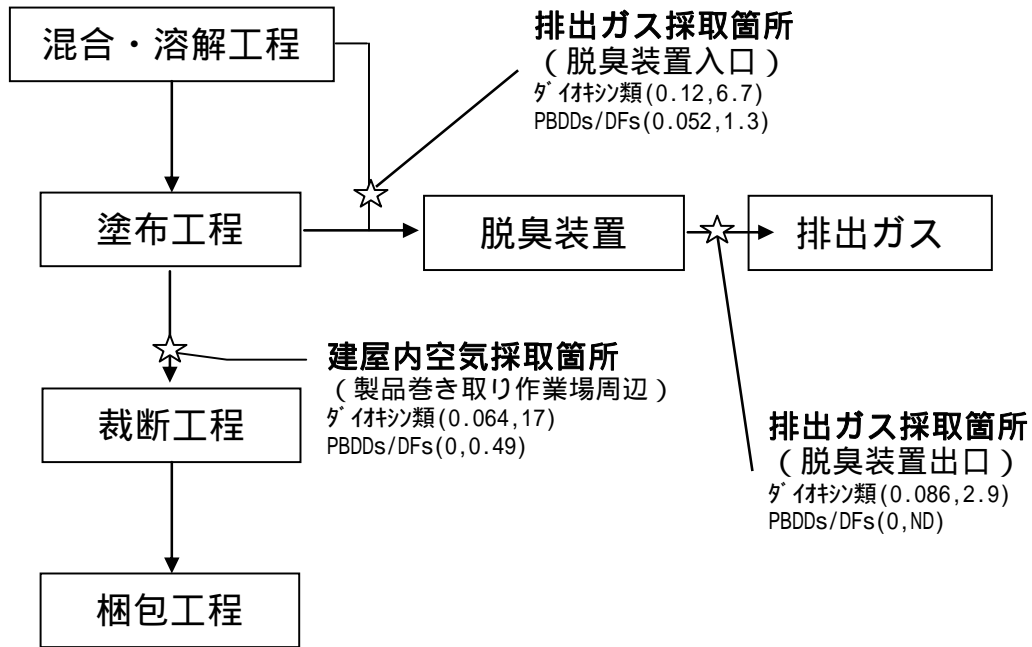 混合・溶解工程
排出ガス採取箇所
(脱臭装置入口)
ﾀﾞｲｵｷｼﾝ類(0.12,6.7)
PBDDs/DFs(0.052,1.3)
塗布工程
脱臭装置
排出ガス
建屋内空気採取箇所
(製品巻き取り作業場周辺)
ﾀﾞｲｵｷｼﾝ類(0.064,17)
PBDDs/DFs(0,0.49)
裁断工程
排出ガス採取箇所
(脱臭装置出口)
ﾀﾞｲｵｷｼﾝ類(0.086,2.9)
PBDDs/DFs(0,ND)
梱包工程